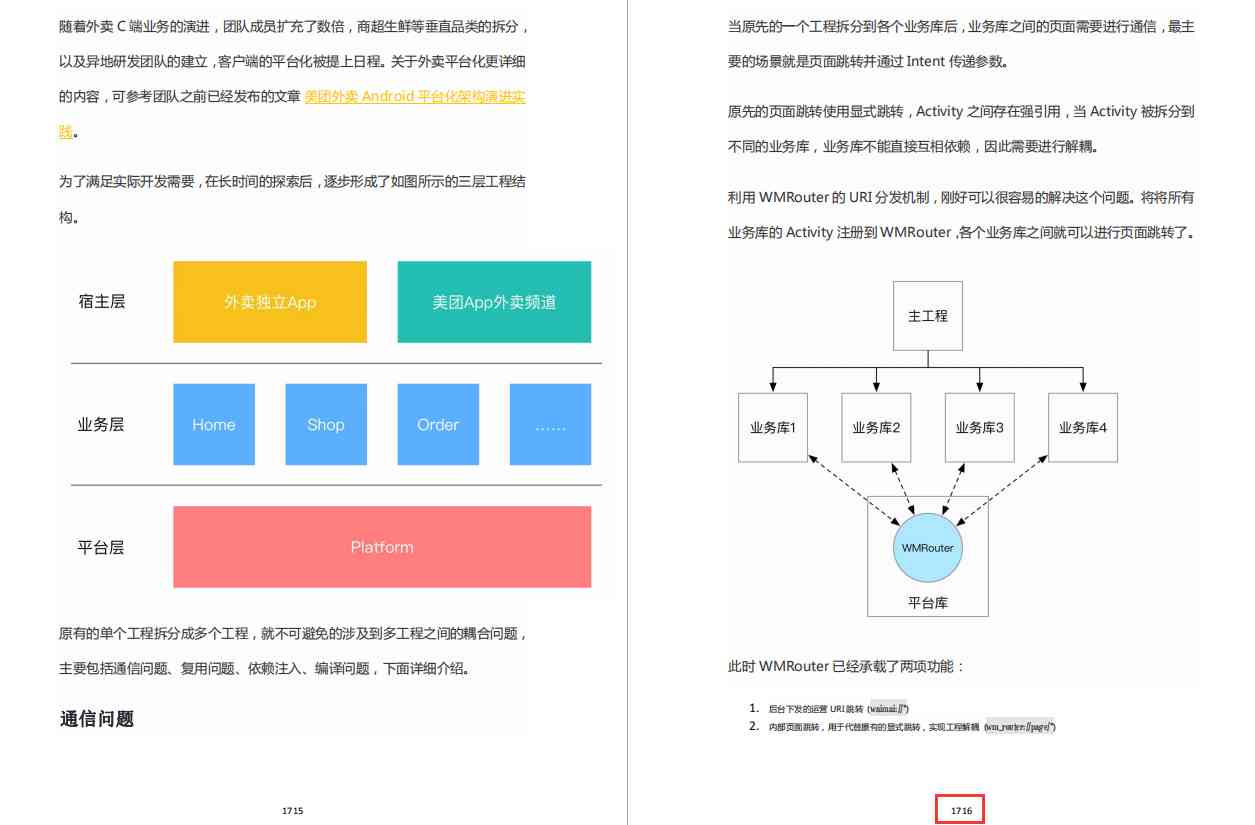 随着外卖 C 端业务的演进，团队成员扩充了数倍，商超生鲜等垂直品类的拆分，
以及异地研发团队的建立，客户端的平台化被提上日程。关于外卖平台化更详细
的内容，可参考团队之前已经发布的文章 美团外卖 Android 平台化架构演进实
践。
为了满足实际开发需要，在长时间的探索后，逐步形成了如图所示的三层工程结
构。
宿主层
外卖独立App
美团App外卖频道
业务层
Home
Shop
Order
……
平台层
Platform
原有的单个工程拆分成多个工程，就不可避免的涉及到多工程之间的耦合问题，
主要包括通信问题、复用问题、依赖注入、编译问题，下面详细介绍。
通信问题
1715
当原先的一个工程拆分到各个业务库后，业务库之间的页面需要进行通信，最主
要的场景就是页面跳转并通过 Intent 传递参数。
原先的页面跳转使用显式跳转，Activity 之间存在强引用，当 Activity 被拆分到
不同的业务库，业务库不能直接互相依赖，因此需要进行解耦。
利用 WMRouter 的 URI 分发机制，刚好可以很容易的解决这个问题。将将所有
业务库的 Activity 注册到 WMRouter，各个业务库之间就可以进行页面跳转了。
主工程
业务库1
业务库2
业务库3
业务库4
WMRouter
平台库
此时 WMRouter 已经承载了两项功能：
1. 后台下发的运营 URI 跳转（waimai://*）
2. 内部页面跳转，用于代替原有的显式跳转，实现工程解耦（wm_router://page/*）
1716